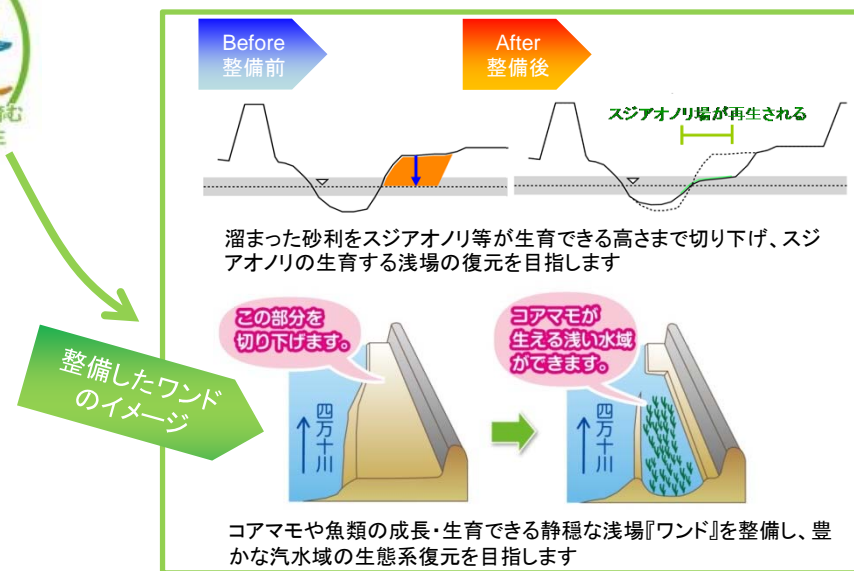 Before
整備前
After
整備後
スジアオノリ場が再生される
溜まった砂利をスジアオノリ等が生育できる高さまで切り下げ、スジ
アオノリの生育する浅場の復元を目指します
整備したワンド
のイメージ
この部分を
切り下げます。
四万十川
コアマモが
生える浅い水域
ができます。
四万十川
コアマモや魚類の成長・生育できる静穏な浅場『ワンド』を整備し、豊
かな汽水域の生態系復元を目指します